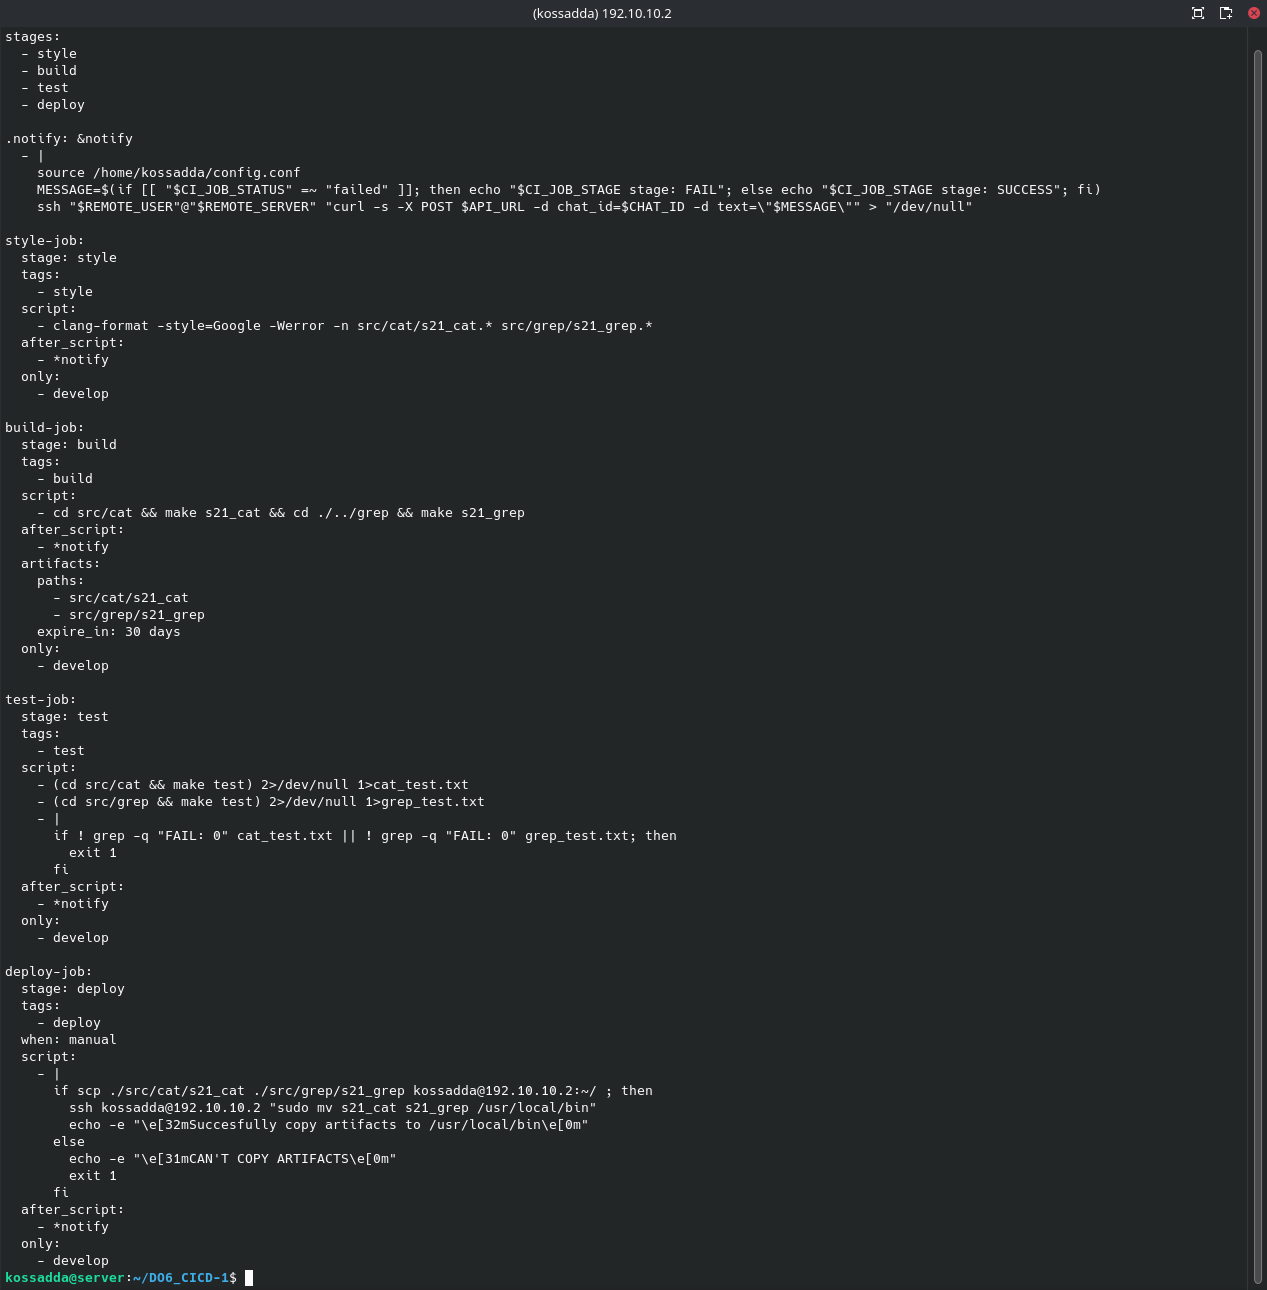 (kossadda) 192.10.10.2
stages:
  - style
  - build
  - test
  - deploy

.notify: &notify
  - |
    source /home/kossadda/config.conf
    MESSAGE=$(if [[ "$CI_JOB_STATUS" =~ "failed" ]]; then echo "$CI_JOB_STAGE stage: FAIL"; else echo "$CI_JOB_STAGE stage: SUCCESS"; fi)
    ssh "$REMOTE_USER"@"$REMOTE_SERVER" "curl -s -X POST $API_URL -d chat_id=$CHAT_ID -d text=\"$MESSAGE\"" > "/dev/null"

style-job:
  stage: style
  tags:
    - style
  script:
    - clang-format -style=Google -Werror -n src/cat/s21_cat.* src/grep/s21_grep.*
  after_script:
    - *notify
  only:
    - develop

build-job:
  stage: build
  tags:
    - build
  script:
    - cd src/cat && make s21_cat && cd ./../grep && make s21_grep
  after_script:
    - *notify
  artifacts:
    paths:
      - src/cat/s21_cat
      - src/grep/s21_grep
    expire_in: 30 days
  only:
    - develop

test-job:
  stage: test
  tags:
    - test
  script:
    - (cd src/cat && make test) 2>/dev/null 1>cat_test.txt
    - (cd src/grep && make test) 2>/dev/null 1>grep_test.txt
    - |
      if ! grep -q "FAIL: 0" cat_test.txt || ! grep -q "FAIL: 0" grep_test.txt; then
        exit 1
      fi
  after_script:
    - *notify
  only:
    - develop

deploy-job:
  stage: deploy
  tags:
    - deploy
  when: manual
  script:
    - |
      if scp ./src/cat/s21_cat ./src/grep/s21_grep kossadda@192.10.10.2:~/ ; then
        ssh kossadda@192.10.10.2 "sudo mv s21_cat s21_grep /usr/local/bin"
        echo -e "\e[32mSuccesfully copy artifacts to /usr/local/bin\e[0m"
      else
        echo -e "\e[31mCAN'T COPY ARTIFACTS\e[0m"
        exit 1
      fi
  after_script:
    - *notify
  only:
    - develop
kossadda@server:~/DO6_CICD-1$